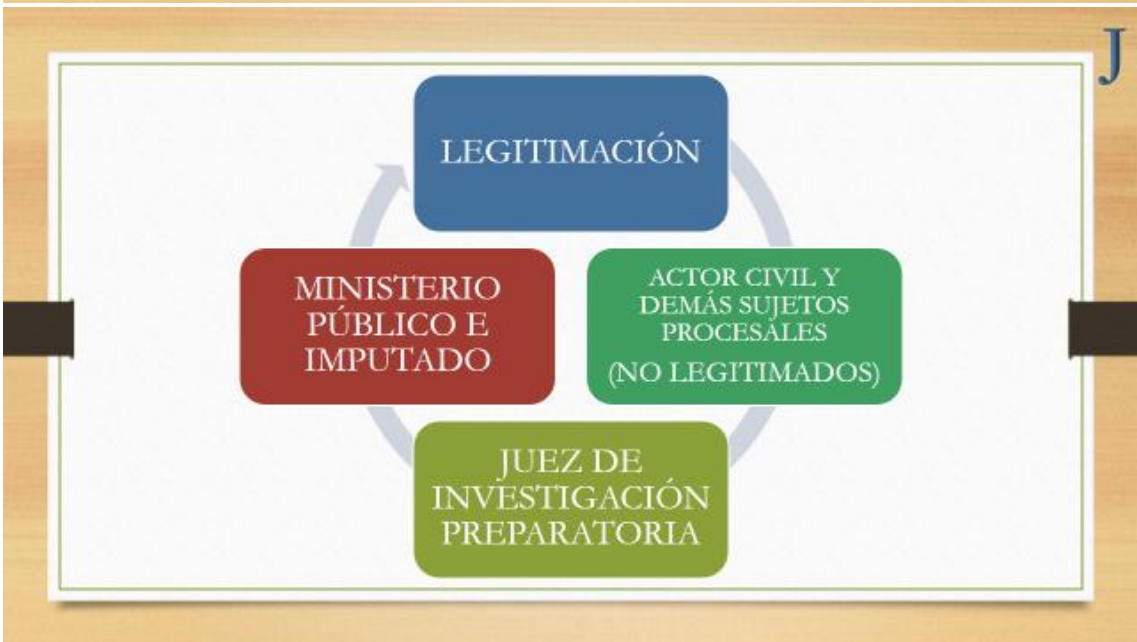 J
LEGITIMACIÓN
MINISTERIO
PÚBLICO E
IMPUTADO
ACTOR CIVIL Y
DEMÁS SUJETOS
PROCESALES
(NO LEGITIMADOS)
JUEZ DE
INVESTIGACIÓN
PREPARATORIA